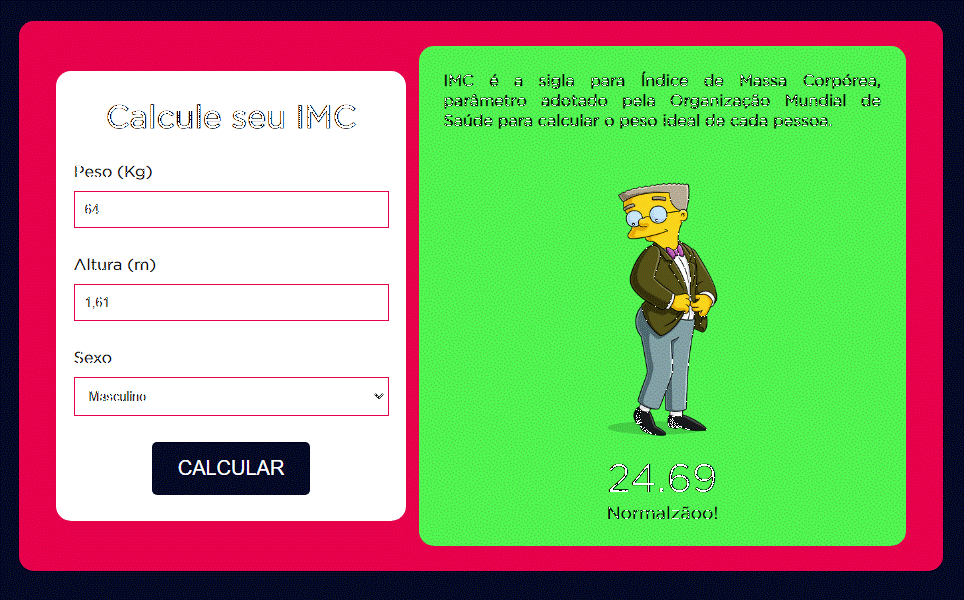 Calcule seu IMC
Peso (Kg)
64
Altura (m)
1,61
Sexo
Masculino
CALCULAR
IMC é a sigla para Índice de Massa Corpórea,
parâmetro adotado pela Organização Mundial de
Saúde para calcular o peso ideal de cada pessoa.
24.69
Normalzãoo!